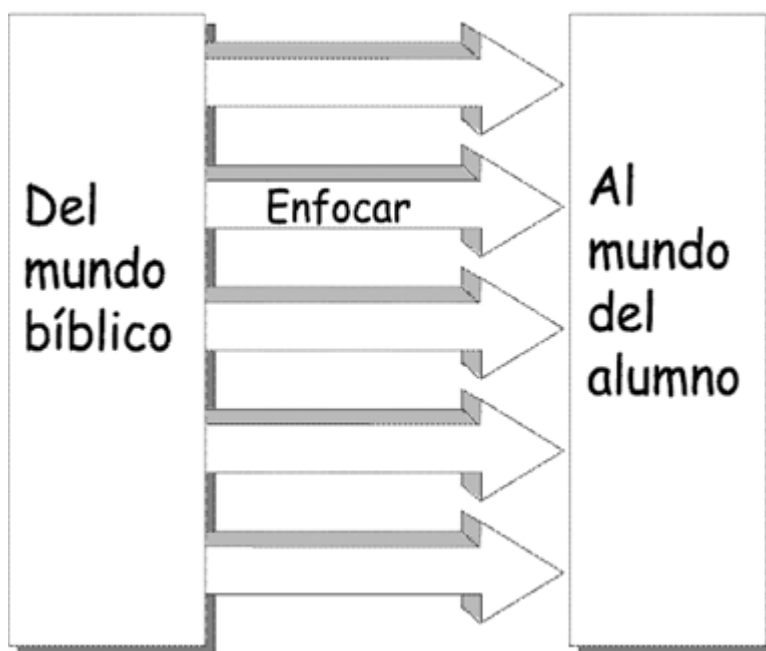 Del
mundo
bíblico
Enfocar
Al
mundo
del
alumno